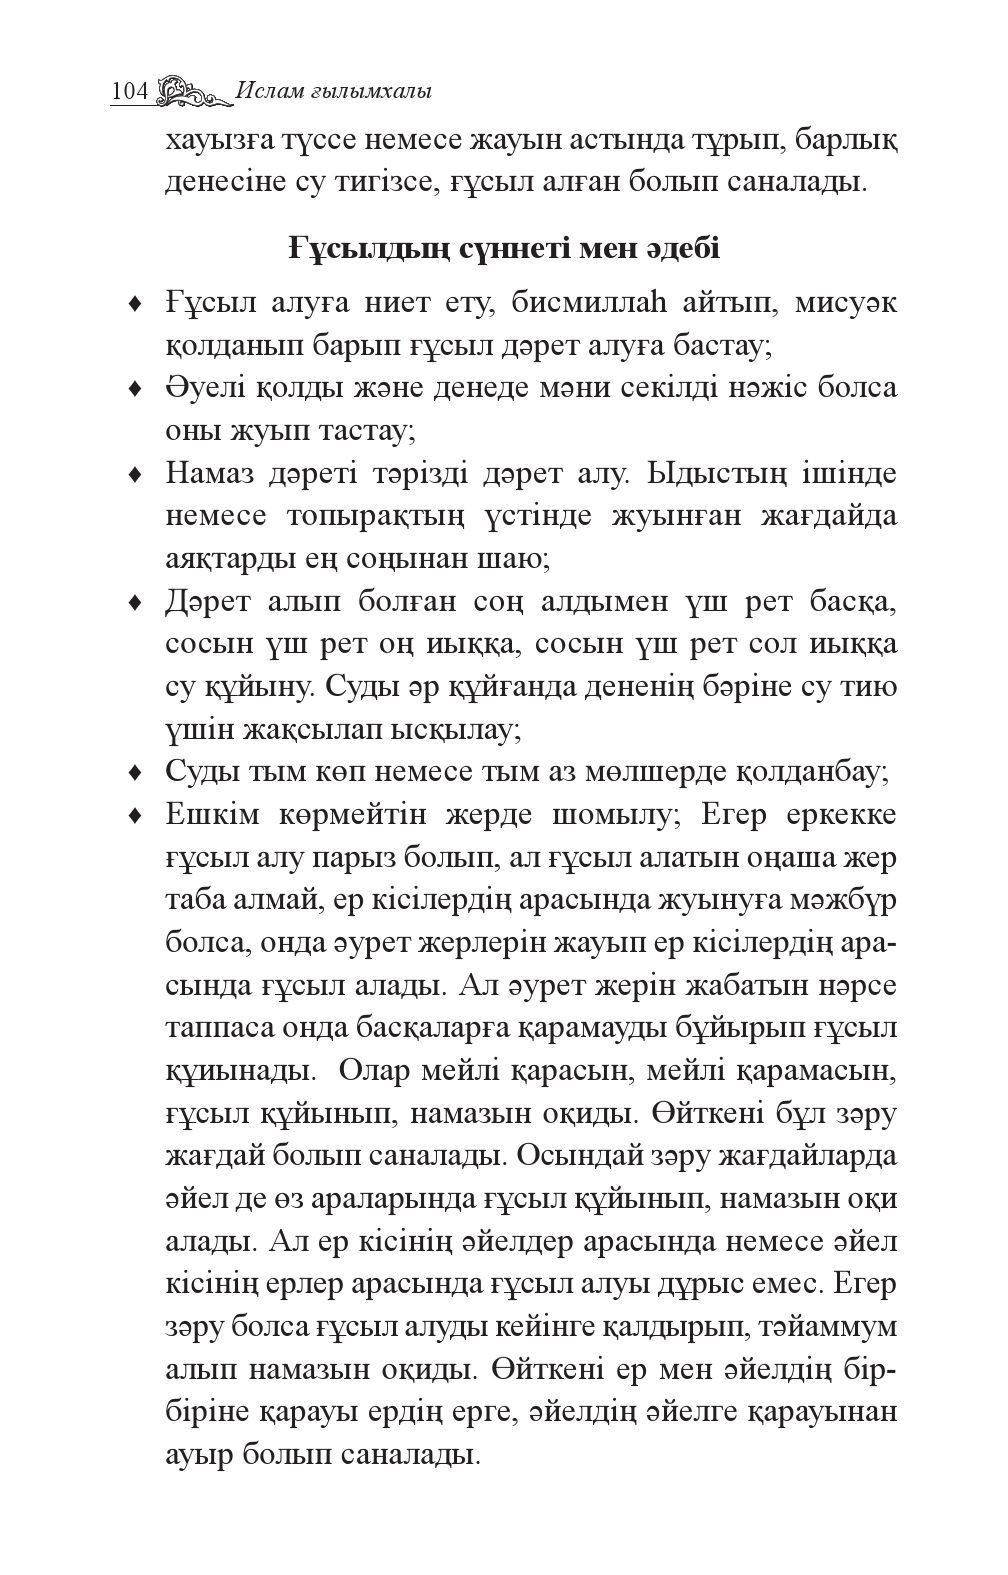 104 Ислам ғылымхалы
хауызға түссе немесе жауын астында тұрып, барлық
денесіне су тигізсе, ғұсыл алған болып саналады.
Ғұсылдың сүннеті мен әдебі
♦ Ғұсыл алуға ниет ету, бисмиллаһ айтып, мисуәк
қолданып барып ғұсыл дәрет алуға бастау;
♦ Әуелі қолды және денеде мәни секілді нәжіс болса
оны жуып тастау;
♦ Намаз дәреті тәрізді дәрет алу. Ыдыстың ішінде
немесе топырақтың үстінде жуынған жағдайда
аяқтарды ең соңынан шаю;
♦ Дәрет алып болған соң алдымен үш рет басқа,
сосын үш рет оң иыққа, сосын үш рет сол иыққа
су құйыну. Суды әр құйғанда дененің бәріне су тию
үшін жақсылап ысқылау;
♦ Суды тым көп немесе тым аз мөлшерде қолданбау;
♦ Ешкім көрмейтін жерде шомылу; Егер еркекке
ғұсыл алу парыз болып, ал ғұсыл алатын оңаша жер
таба алмай, ер кісілердің арасында жуынуға мәжбүр
болса, онда әурет жерлерін жауып ер кісілердің ара-
сында ғұсыл алады. Ал әурет жерін жабатын нәрсе
таппаса онда басқаларға қарамауды бұйырып ғұсыл
құиынады. Олар мейлі қарасын, мейлі қарамасын,
ғұсыл құйынып, намазын оқиды. Өйткені бұл зәру
жағдай болып саналады. Осындай зәру жағдайларда
әйел де өз араларында ғұсыл құйынып, намазын оқи
алады. Ал ер кісінің әйелдер арасында немесе әйел
кісінің ерлер арасында ғұсыл алуы дұрыс емес. Егер
зәру болса ғұсыл алуды кейінге қалдырып, тәйаммум
алып намазын оқиды. Өйткені ер мен әйелдің бір-
біріне қарауы ердің ерге, әйелдің әйелге қарауынан
ауыр болып саналады.